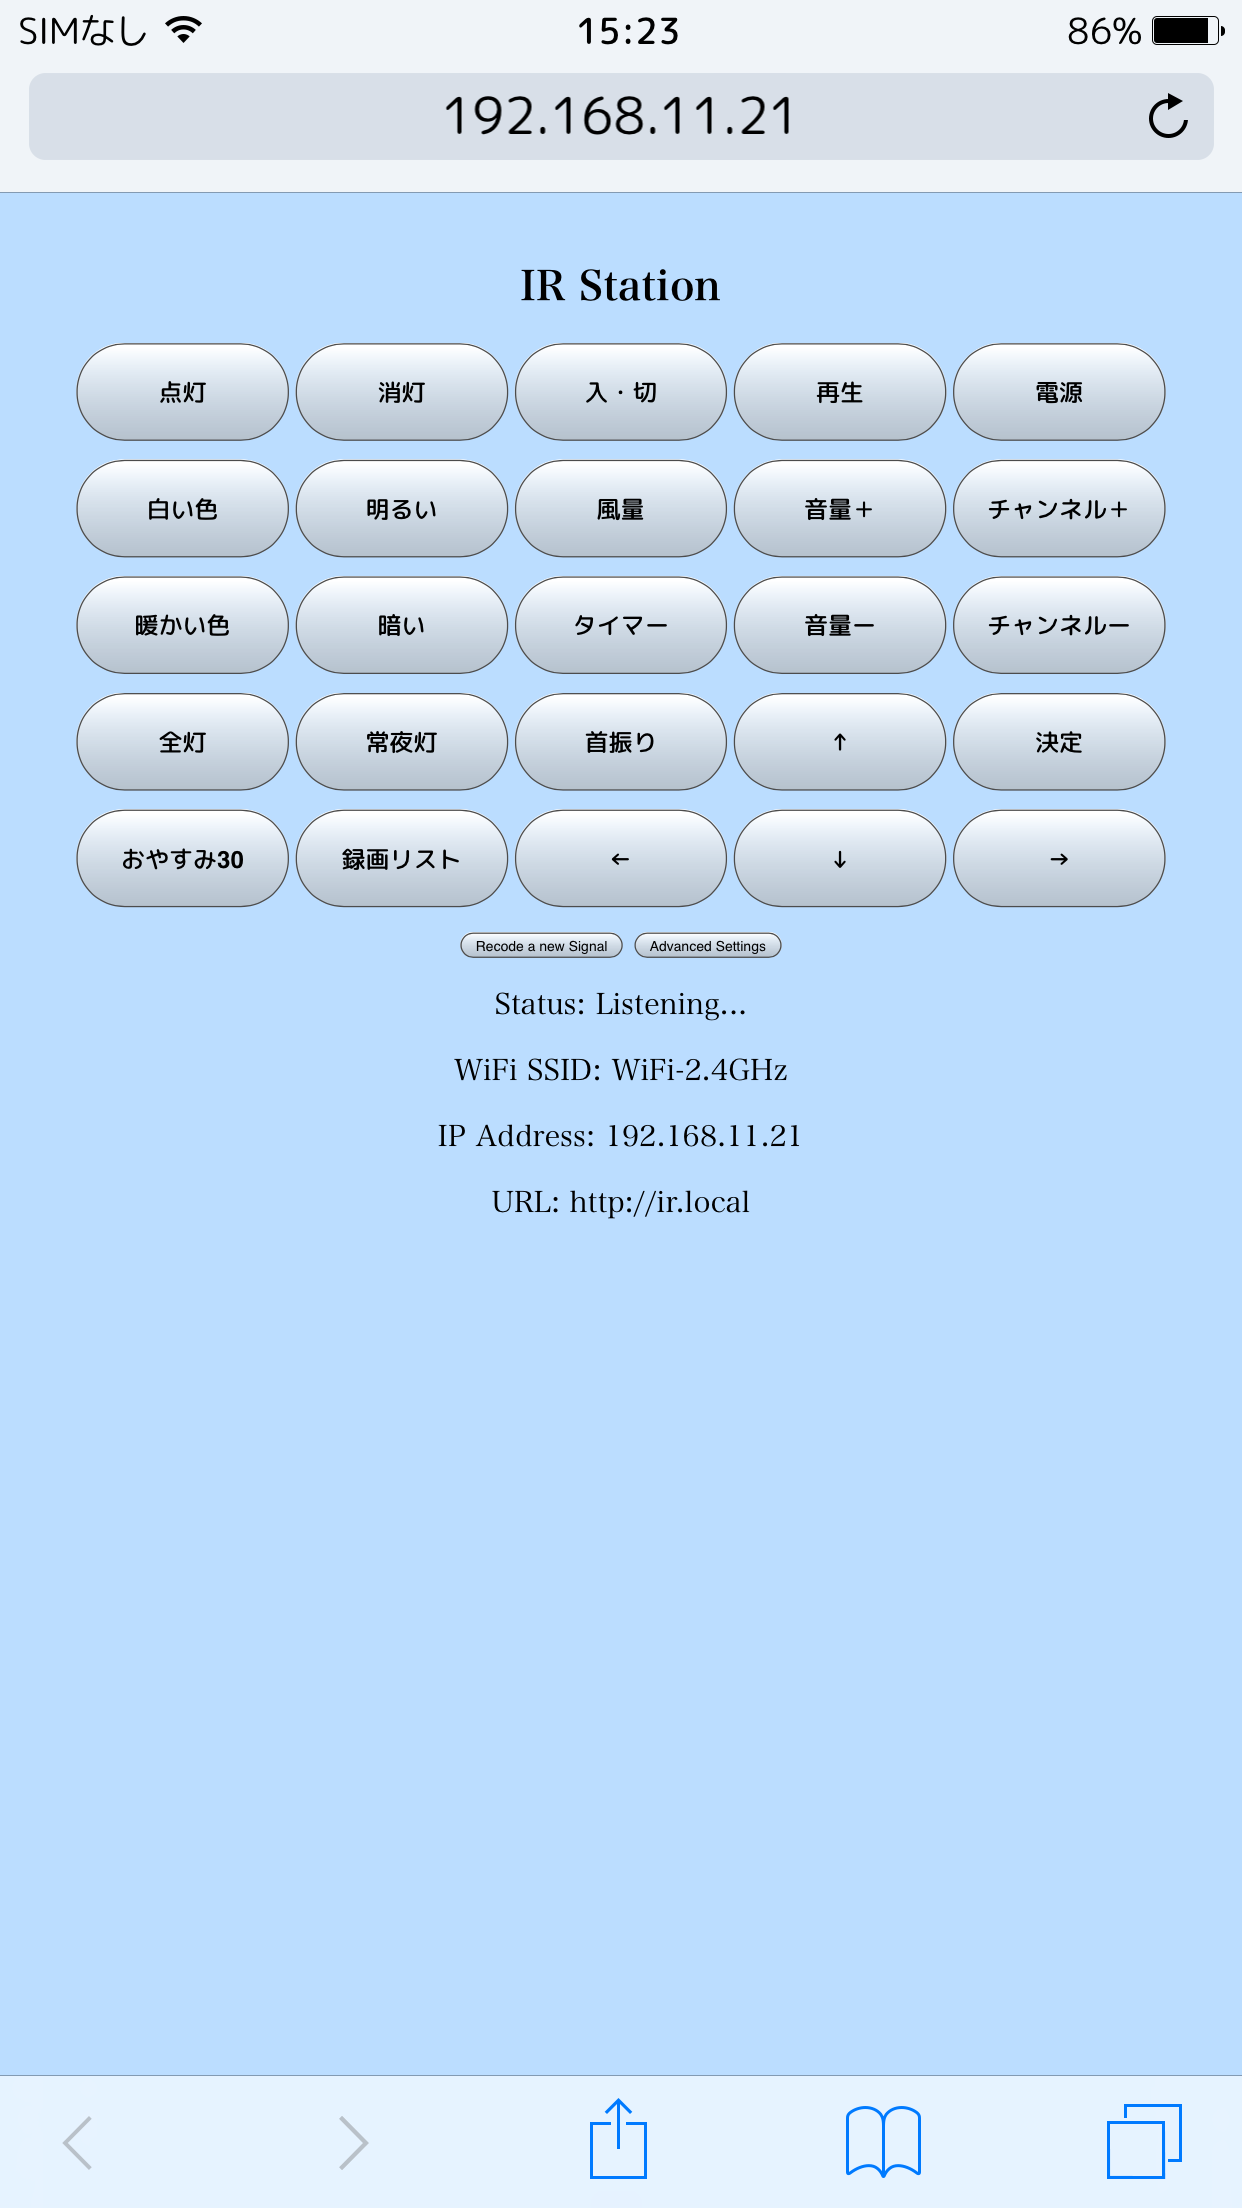 SIMなし 15:23 86%
192.168.11.21
IR Station
点灯 消灯 入・切 再生 電源
白い色 明るい 風量 音量＋ チャンネル＋
暖かい色 暗い タイマー 音量ー チャンネルー
全灯 常夜灯 首振り ↑ 決定
おやすみ30 録画リスト ← ↓ →
Recode a new Signal Advanced Settings
Status: Listening...
WiFi SSID: WiFi-2.4GHz
IP Address: 192.168.11.21
URL: http://ir.local